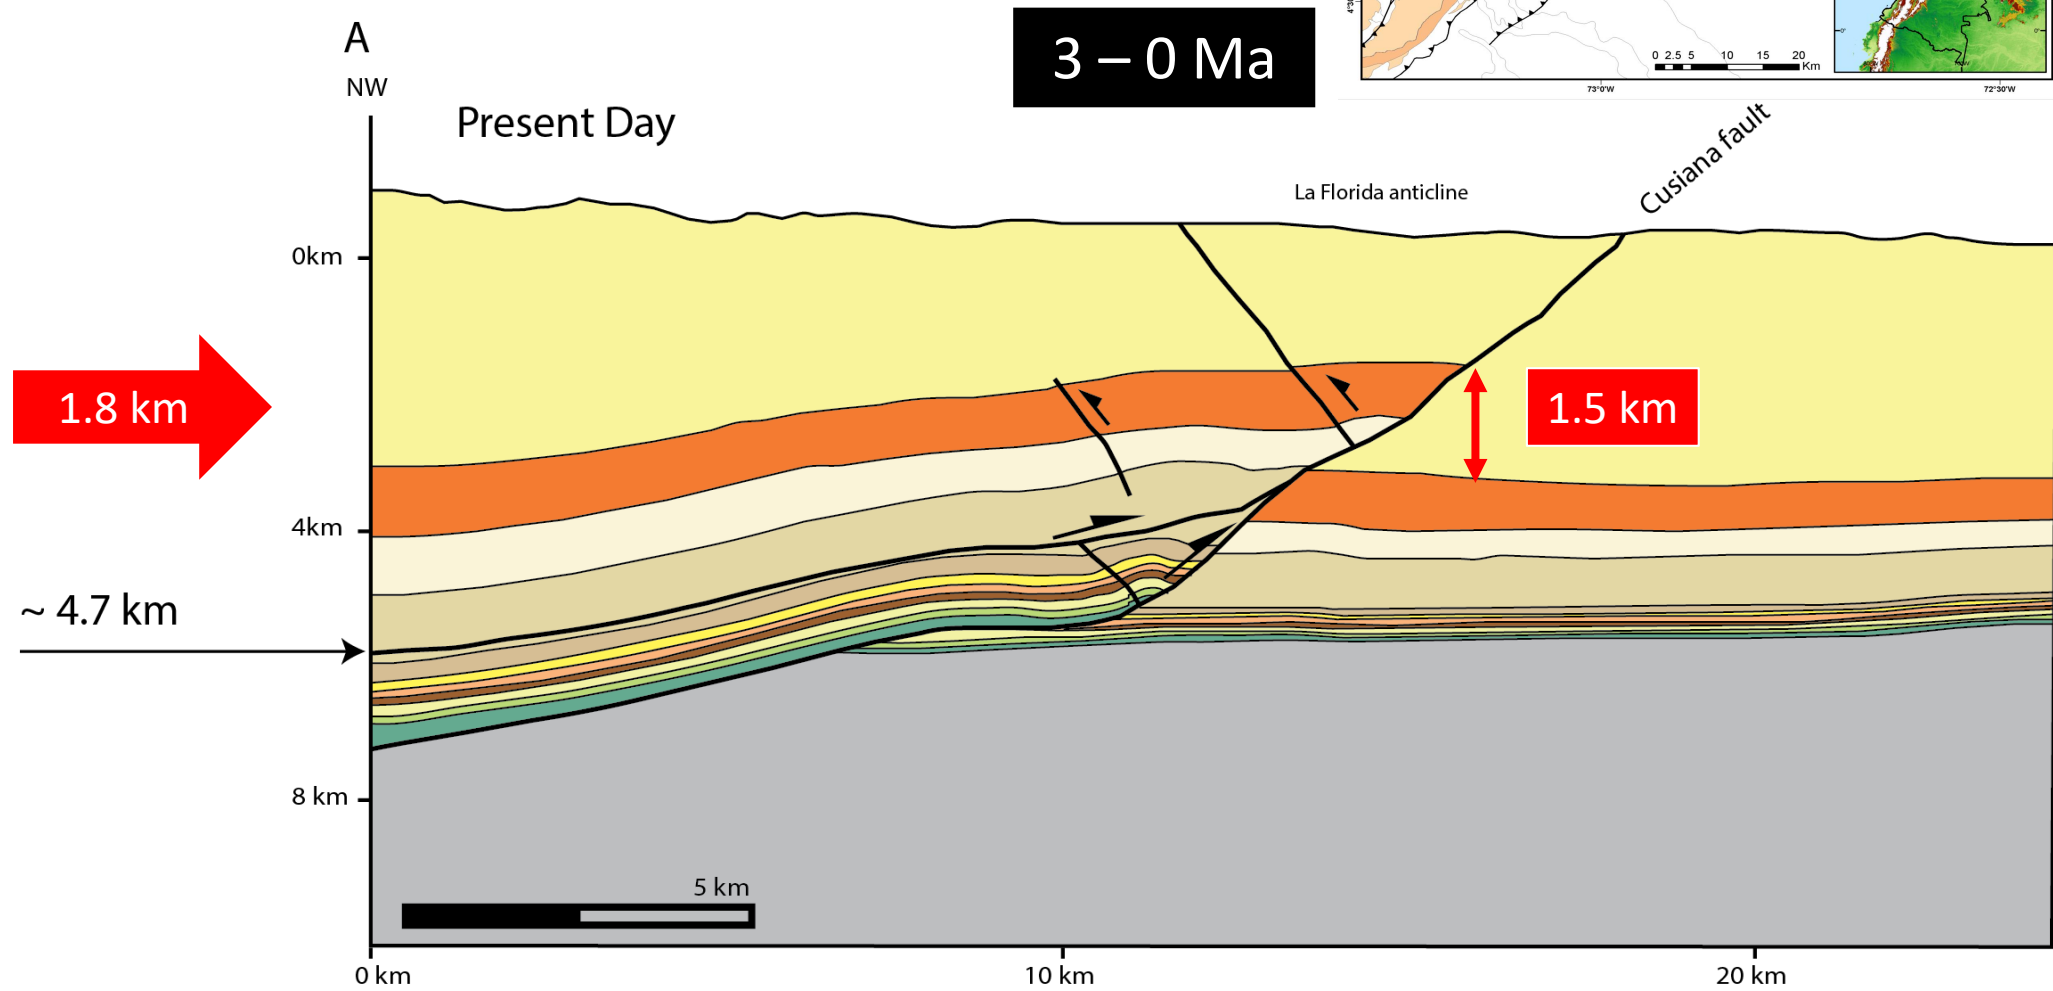 A
NW
Present Day
3 – 0 Ma
0 2.5 5 10 15 20
Km
73°0'W
72°30'W
0°
0°
La Florida anticline
Cusiana fault
0km
1.8 km
1.5 km
4km
~ 4.7 km
8 km
5 km
0 km
10 km
20 km